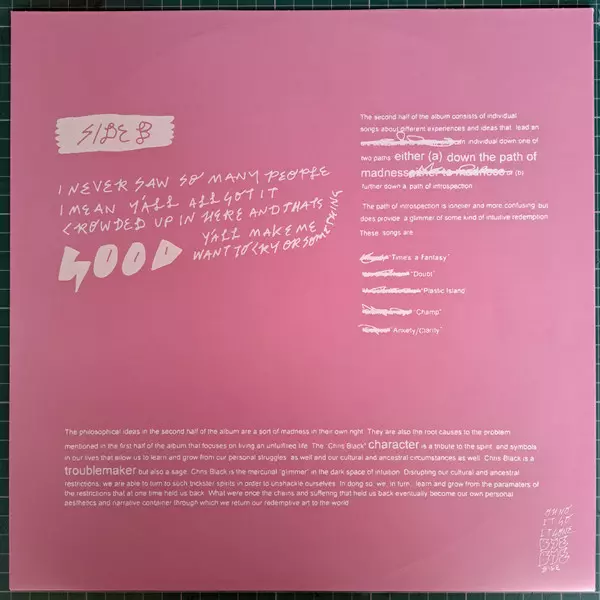 SIDE B
I NEVER SAW SO MANY PEOPLE
I MEAN Y'ALL ALL GOT IT
CROWDED UP IN HERE AND THATS
GOOD Y'ALL MAKE ME
WANT TO CRY OR SOMETHING
The second half of the album consists of individual
songs about different experiences and ideas that lead an
individual down one of
two paths either (a) down the path of
madness or (b)
further down a path of introspection
The path of introspection is lonelier and more confusing but
does provide a glimmer of some kind of intuitive redemption
These songs are
"Time's a Fantasy"
"Doubt"
"Plastic Island"
"Champ"
"Anxiety/Clarity"
The philosophical ideas in the second half of the album are a sort of madness in their own right. They are also the root causes to the problem
mentioned in the first half of the album that focuses on living an unfulfilled life. The "Chris Black" character is a tribute to the spirit and symbols
in our lives that allow us to learn and grow from our personal struggles as well and our cultural and ancestral circumstances as well. Chris Black is a
troublemaker but also a sage. Chris Black is the mercurial "glimmer" in the dark space of intuition. Disrupting our cultural and ancestral
restrictions, we are able to turn to such trickster spirits in order to unshackle ourselves. In doing so, we, in turn, learn and grow from the paramaters of
the restrictions that at one time held us back. What were once the chains and suffering that held us back eventually become our own personal
aesthetics and narrative container through which we return our redemptive art to the world